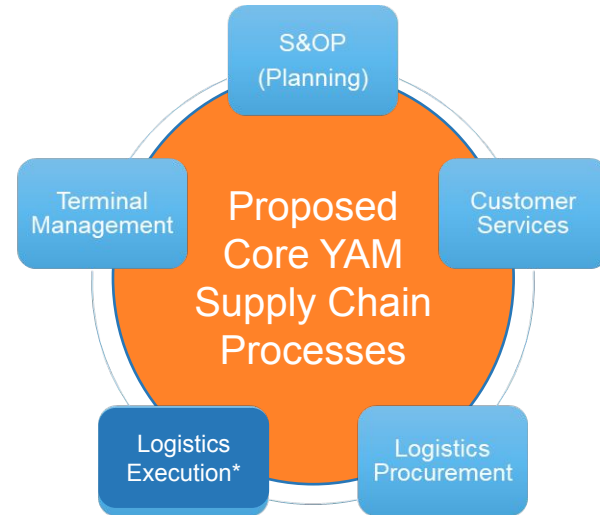 S&OP
(Planning)
Terminal
Management
Customer
Services
Proposed
Core YAM
Supply Chain
Processes
Logistics
Execution*
Logistics
Procurement